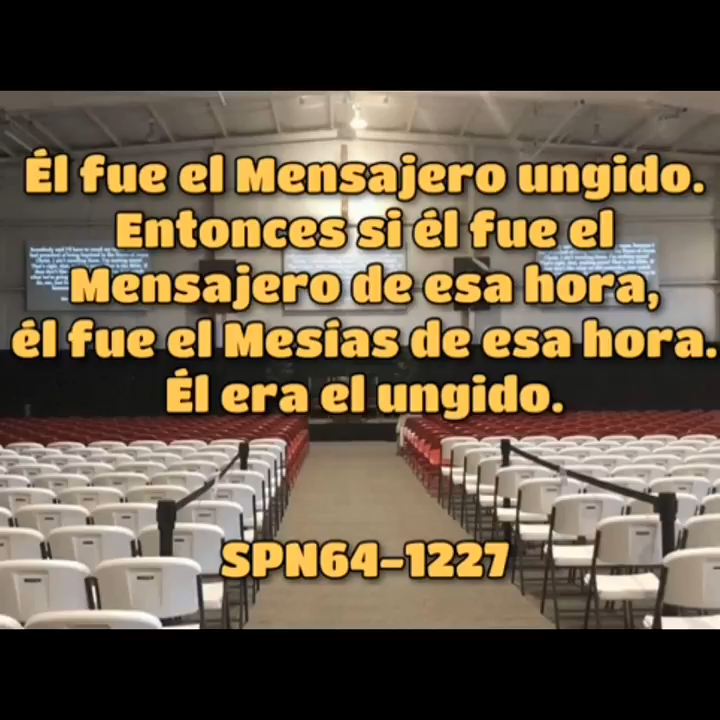 Él fue el Mensajero ungido.
Entonces si él fue el
Mensajero de esa hora,
él fue el Mesías de esa hora.
Él era el ungido.
SPN64-1227